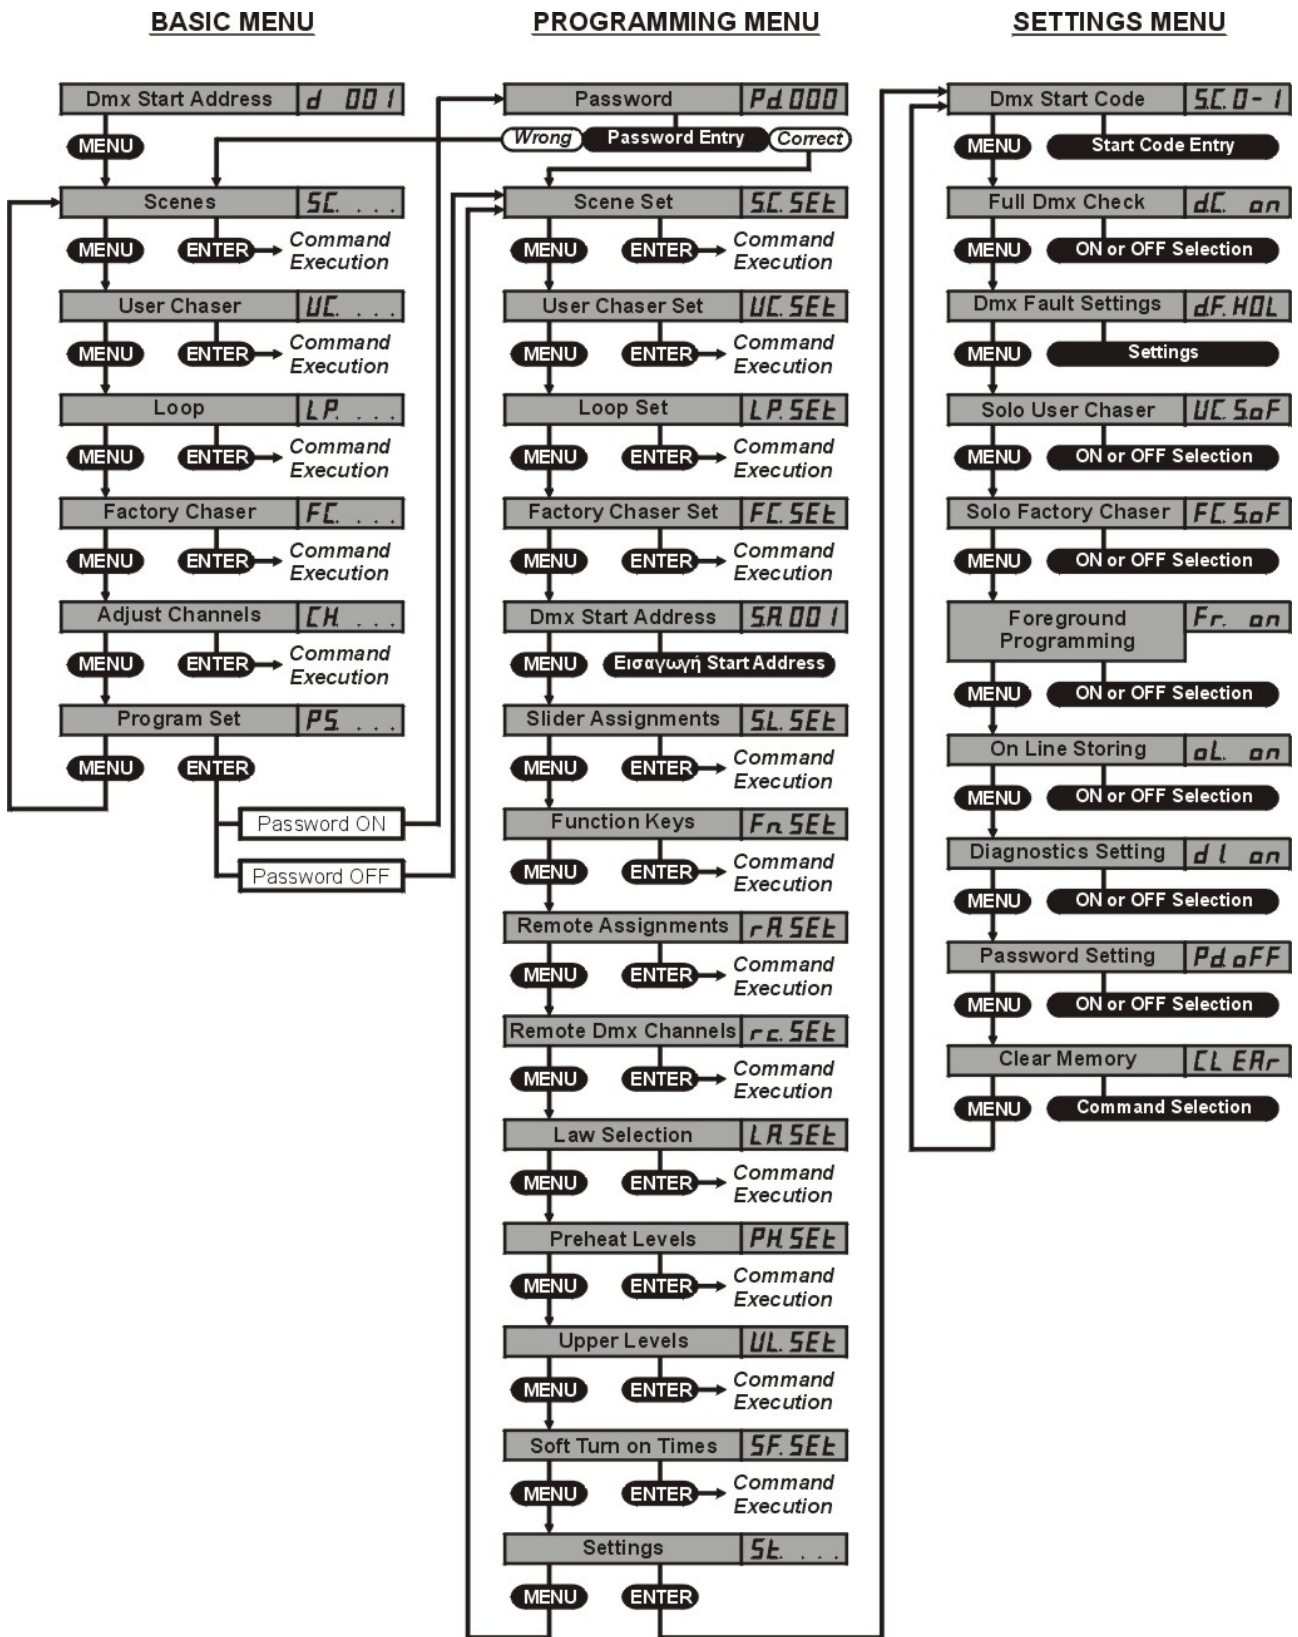 BASIC MENU
Dmx Start Address d 001
MENU
Scenes SC. . . .
MENU ENTER Command
Execution
User Chaser UC. . . .
MENU ENTER Command
Execution
Loop LP. . . .
MENU ENTER Command
Execution
Factory Chaser FC. . . .
MENU ENTER Command
Execution
Adjust Channels CH. . . .
MENU ENTER Command
Execution
Program Set PS. . . .
MENU ENTER
Password ON
Password OFF
PROGRAMMING MENU
Password Pd.000
Wrong Password Entry Correct
Scene Set S.C.SEt
MENU ENTER Command
Execution
User Chaser Set UC.SEt
MENU ENTER Command
Execution
Loop Set LP.SEt
MENU ENTER Command
Execution
Factory Chaser Set FC.SEt
MENU ENTER Command
Execution
Dmx Start Address S.A.001
MENU Εισαγωγή Start Address
Slider Assignments S.L.SEt
MENU ENTER Command
Execution
Function Keys Fn.SEt
MENU ENTER Command
Execution
Remote Assignments rA.SEt
MENU ENTER Command
Execution
Remote Dmx Channels rc.SEt
MENU ENTER Command
Execution
Law Selection LA.SEt
MENU ENTER Command
Execution
Preheat Levels PH.SEt
MENU ENTER Command
Execution
Upper Levels UL.SEt
MENU ENTER Command
Execution
Soft Turn on Times SF.SEt
MENU ENTER Command
Execution
Settings St. . . .
MENU ENTER
SETTINGS MENU
Dmx Start Code S.C.0-1
MENU Start Code Entry
Full Dmx Check d.C. on
MENU ON or OFF Selection
Dmx Fault Settings d.F.HOL
MENU Settings
Solo User Chaser UC.S.oF
MENU ON or OFF Selection
Solo Factory Chaser FC.S.oF
MENU ON or OFF Selection
Foreground
Programming Fr. on
MENU ON or OFF Selection
On Line Storing oL. on
MENU ON or OFF Selection
Diagnostics Setting dI on
MENU ON or OFF Selection
Password Setting Pd.oFF
MENU ON or OFF Selection
Clear Memory CLEAr
MENU Command Selection